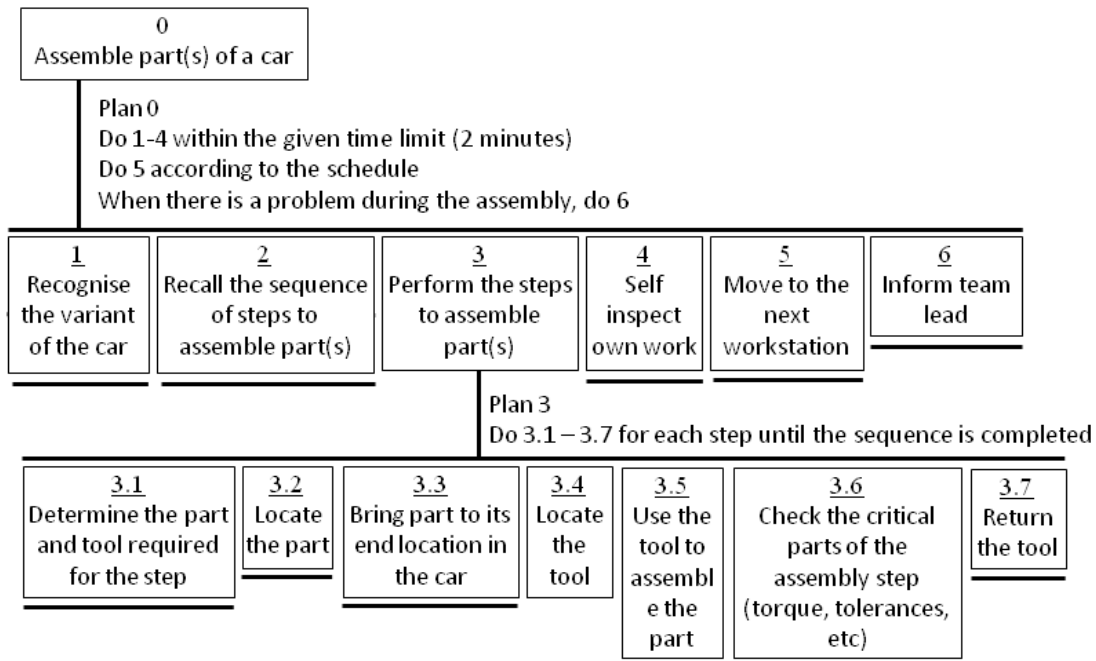 0
Assemble part(s) of a car
Plan 0
Do 1-4 within the given time limit (2 minutes)
Do 5 according to the schedule
When there is a problem during the assembly, do 6
1
Recognise
the variant
of the car
2
Recall the sequence
of steps to
assemble part(s)
3
Perform the steps
to assemble
part(s)
4
Self
inspect
own work
5
Move to the
next
workstation
6
Inform team
lead
Plan 3
Do 3.1 – 3.7 for each step until the sequence is completed
3.1
Determine the part
and tool required
for the step
3.2
Locate
the part
3.3
Bring part to its
end location in
the car
3.4
Locate
the
tool
3.5
Use the
tool to
assembl
e the
part
3.6
Check the critical
parts of the
assembly step
(torque, tolerances,
etc)
3.7
Return
the tool